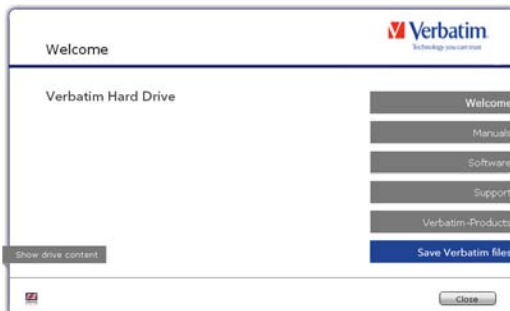 Welcome
Verbatim
Technology you can trust
Verbatim Hard Drive
Welcome
Manuals
Software
Support
Verbatim-Products
Save Verbatim files
Show drive content
Close